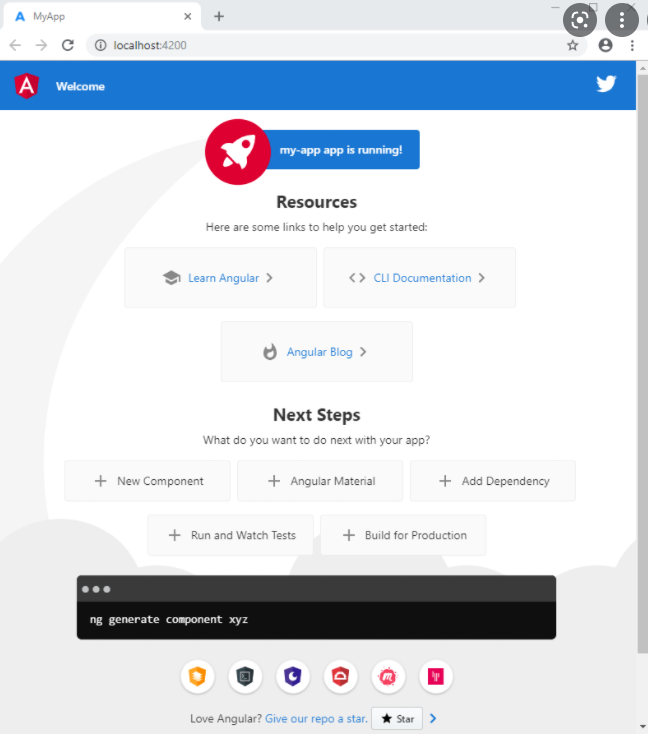 MyApp
localhost:4200
Welcome
my-app app is running!
Resources
Here are some links to help you get started:
Learn Angular
CLI Documentation
Angular Blog
Next Steps
What do you want to do next with your app?
New Component
Angular Material
Add Dependency
Run and Watch Tests
Build for Production
ng generate component xyz
Love Angular? Give our repo a star. Star